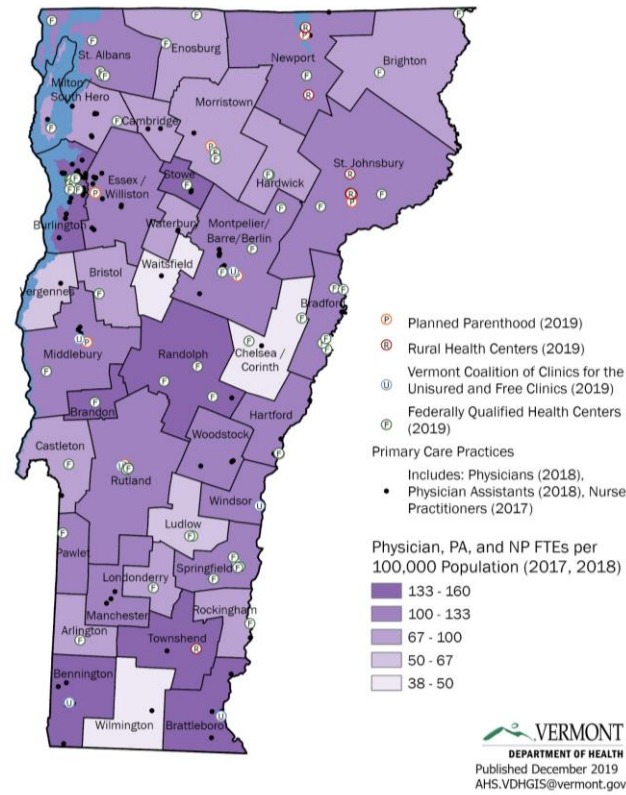 St. Albans
Enosburg
Newport
Brighton
Milton
South Hero
Cambridge
Morristown
St. Johnsbury
Essex /
Williston
Stowe
Hardwick
Burlington
Waterbury
Montpelier/
Barre/Berlin
Waitsfield
Bristol
Vergennes
Bradford
Middlebury
Randolph
Chelsea /
Corinth
Brandon
Hartford
Woodstock
Castleton
Rutland
Windsor
Ludlow
Pawlet
Londonderry
Springfield
Manchester
Rockingham
Arlington
Townshend
Bennington
Wilmington
Brattleboro
P Planned Parenthood (2019)
R Rural Health Centers (2019)
Vermont Coalition of Clinics for the
U Unisured and Free Clinics (2019)
F Federally Qualified Health Centers
(2019)
Primary Care Practices
Includes: Physicians (2018),
Physician Assistants (2018), Nurse
Practitioners (2017)
Physician, PA, and NP FTEs per
100,000 Population (2017, 2018)
133 - 160
100 - 133
67 - 100
50 - 67
38 - 50
VERMONT
DEPARTMENT OF HEALTH
Published December 2019
AHS.VDHGIS@vermont.gov